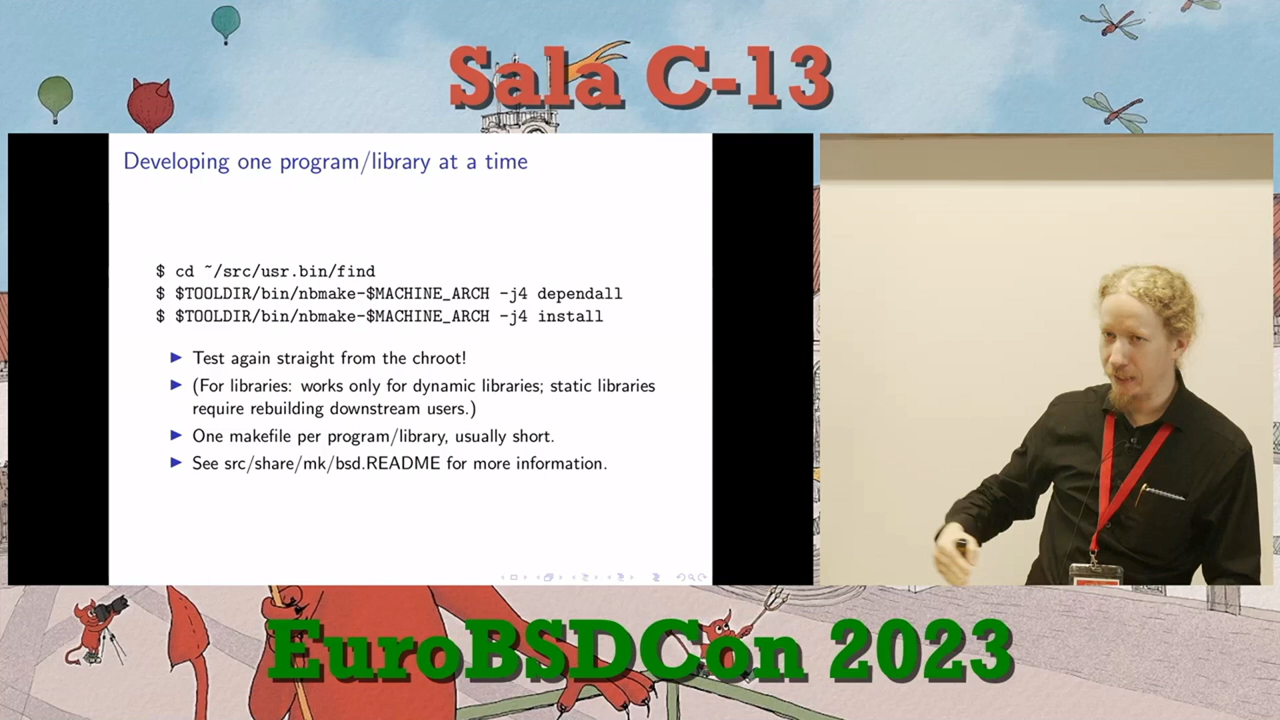 Sala C-13
Developing one program/library at a time
$ cd ~/src/usr.bin/find
$ $TOOLDIR/bin/nbmake-$MACHINE_ARCH -j4 dependall
$ $TOOLDIR/bin/nbmake-$MACHINE_ARCH -j4 install
▶ Test again straight from the chroot!
▶ (For libraries: works only for dynamic libraries; static libraries
require rebuilding downstream users.)
▶ One makefile per program/library, usually short.
▶ See src/share/mk/bsd.README for more information.
EuroBSDCon 2023